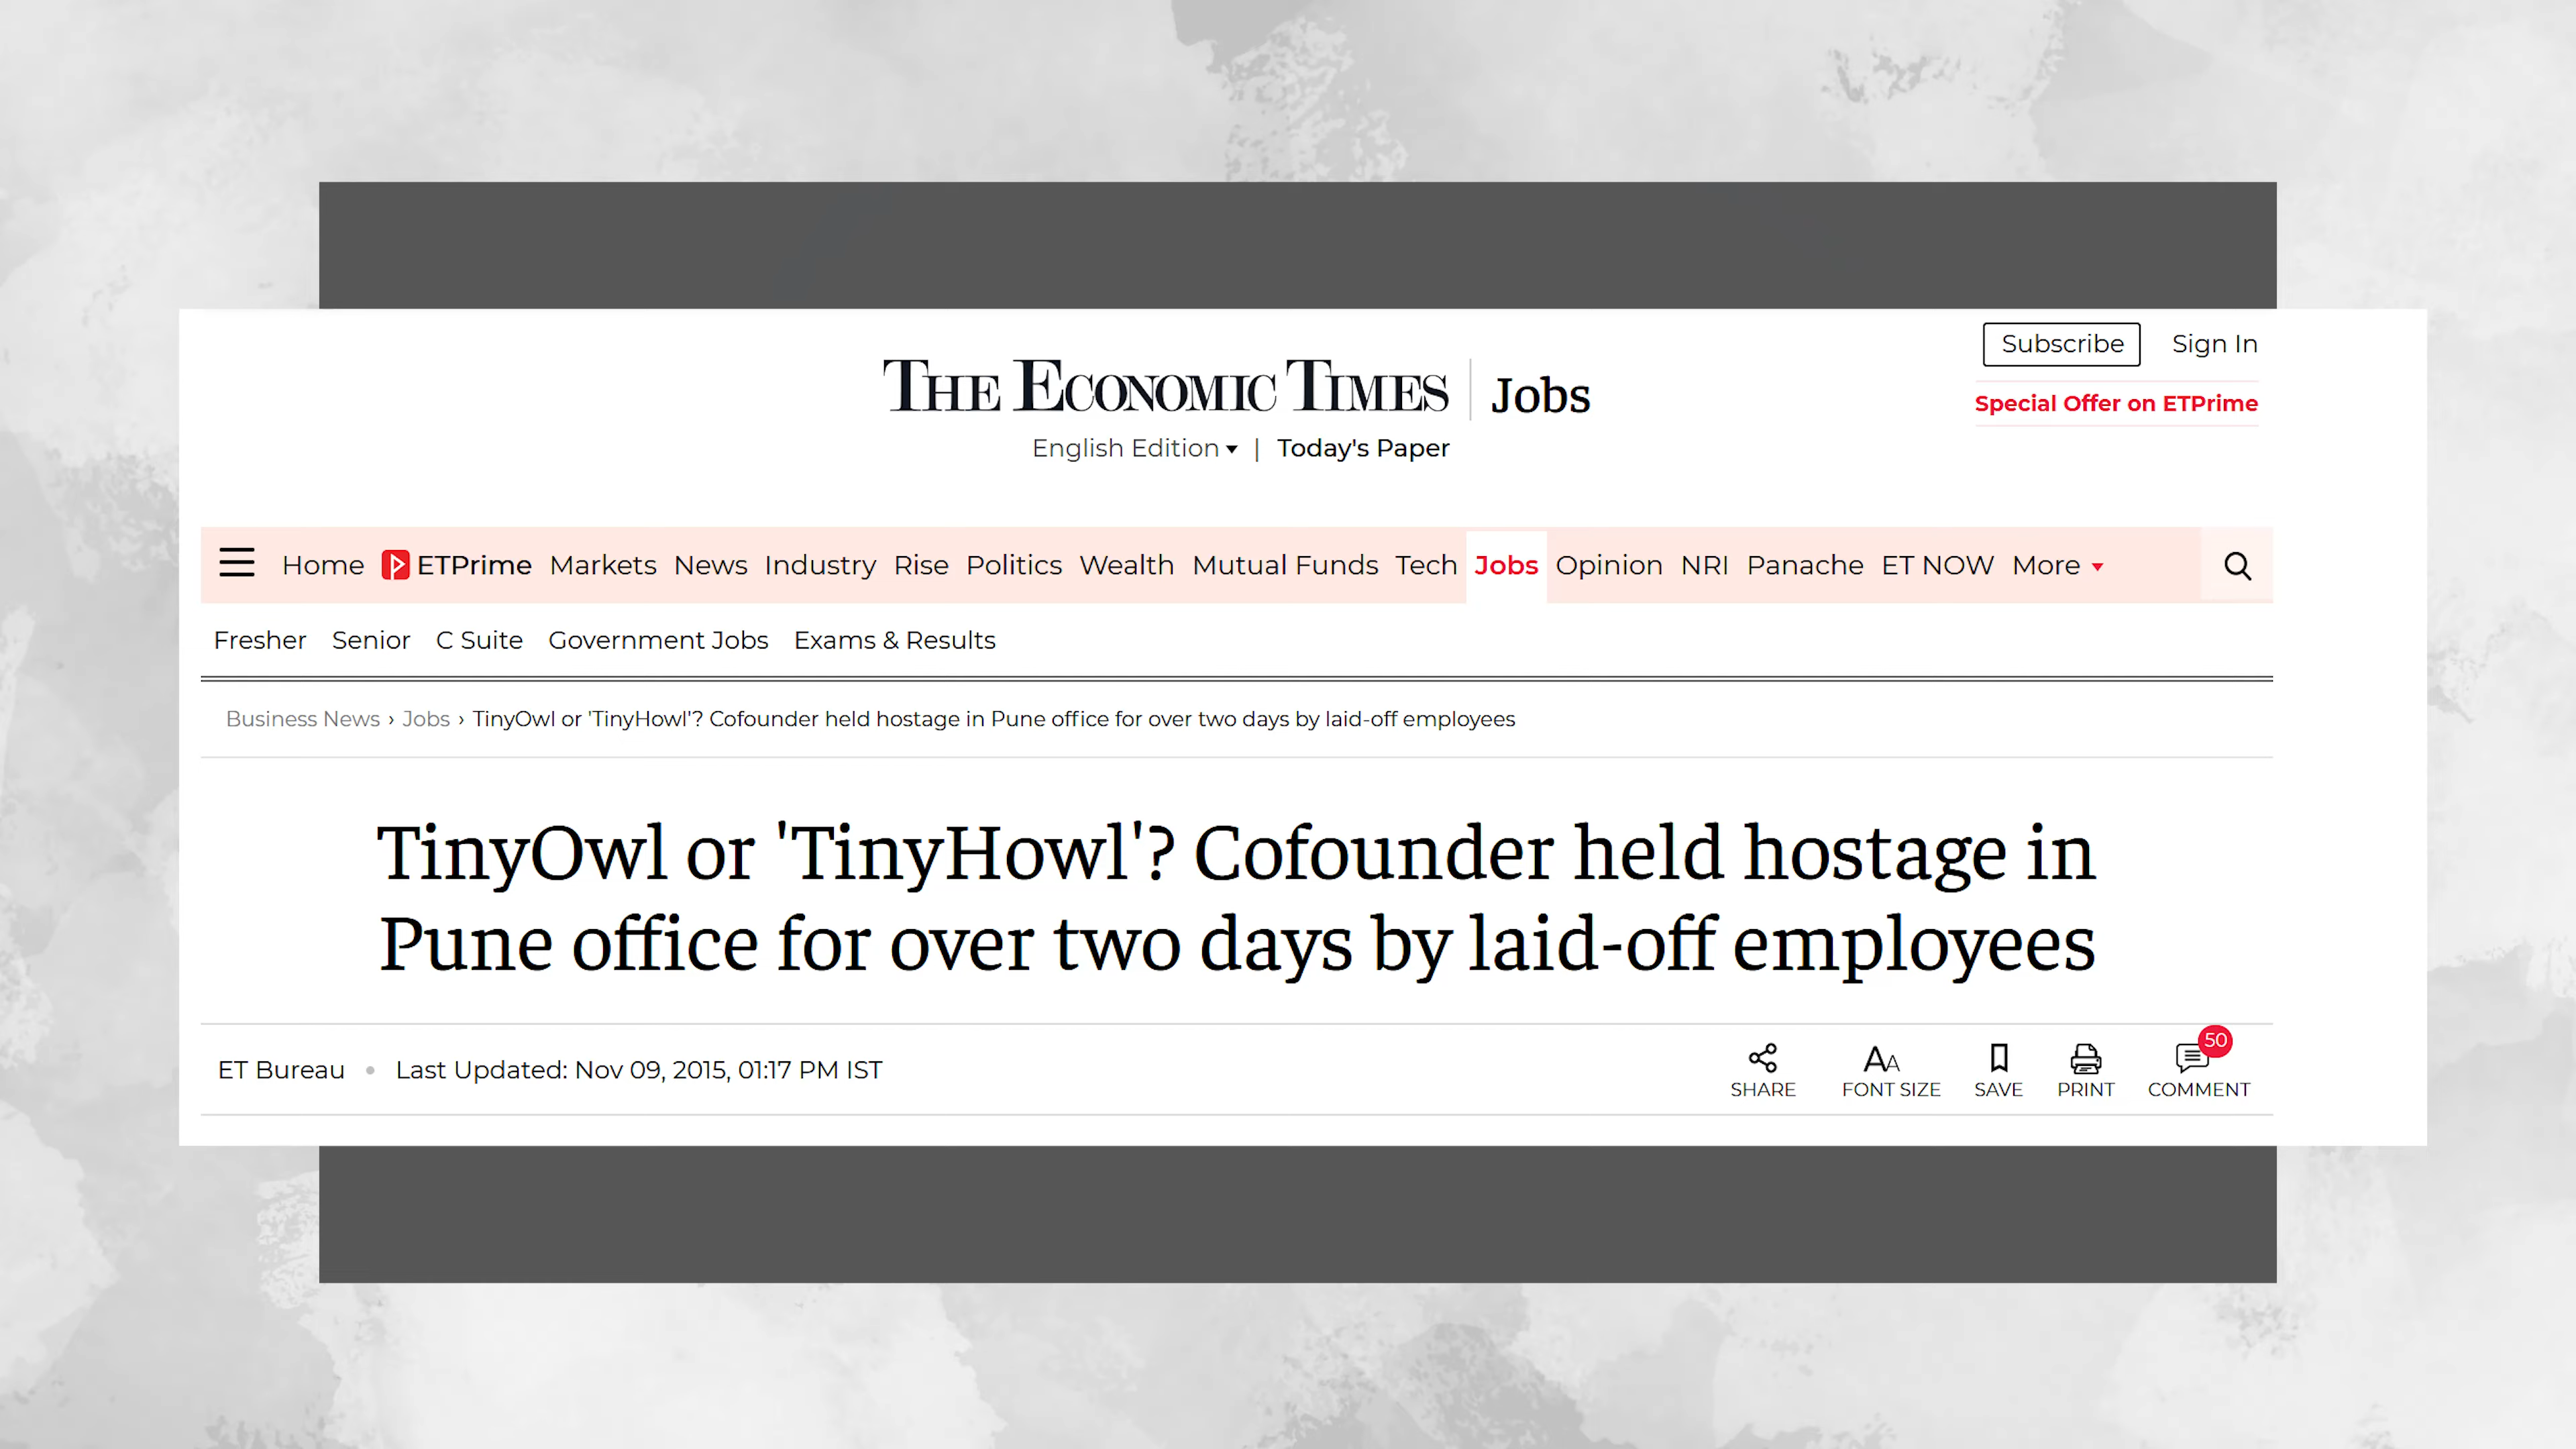 Subscribe Sign In
THE ECONOMIC TIMES | Jobs
Special Offer on ETPrime
English Edition | Today's Paper
Home ETPrime Markets News Industry Rise Politics Wealth Mutual Funds Tech Jobs Opinion NRI Panache ET NOW More
Fresher Senior C Suite Government Jobs Exams & Results
Business News › Jobs › TinyOwl or 'TinyHowl'? Cofounder held hostage in Pune office for over two days by laid-off employees
TinyOwl or 'TinyHowl'? Cofounder held hostage in
Pune office for over two days by laid-off employees
50
ET Bureau • Last Updated: Nov 09, 2015, 01:17 PM IST
AA
SHARE FONT SIZE SAVE PRINT COMMENT